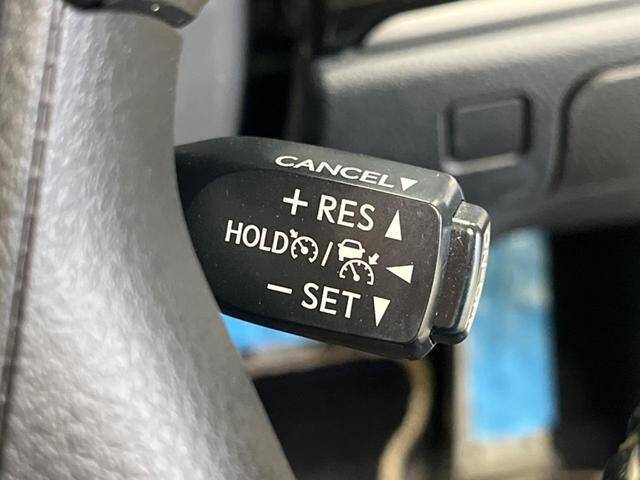 CANCEL▼
+ RES ▲
HOLD / ◀
− SET ▼